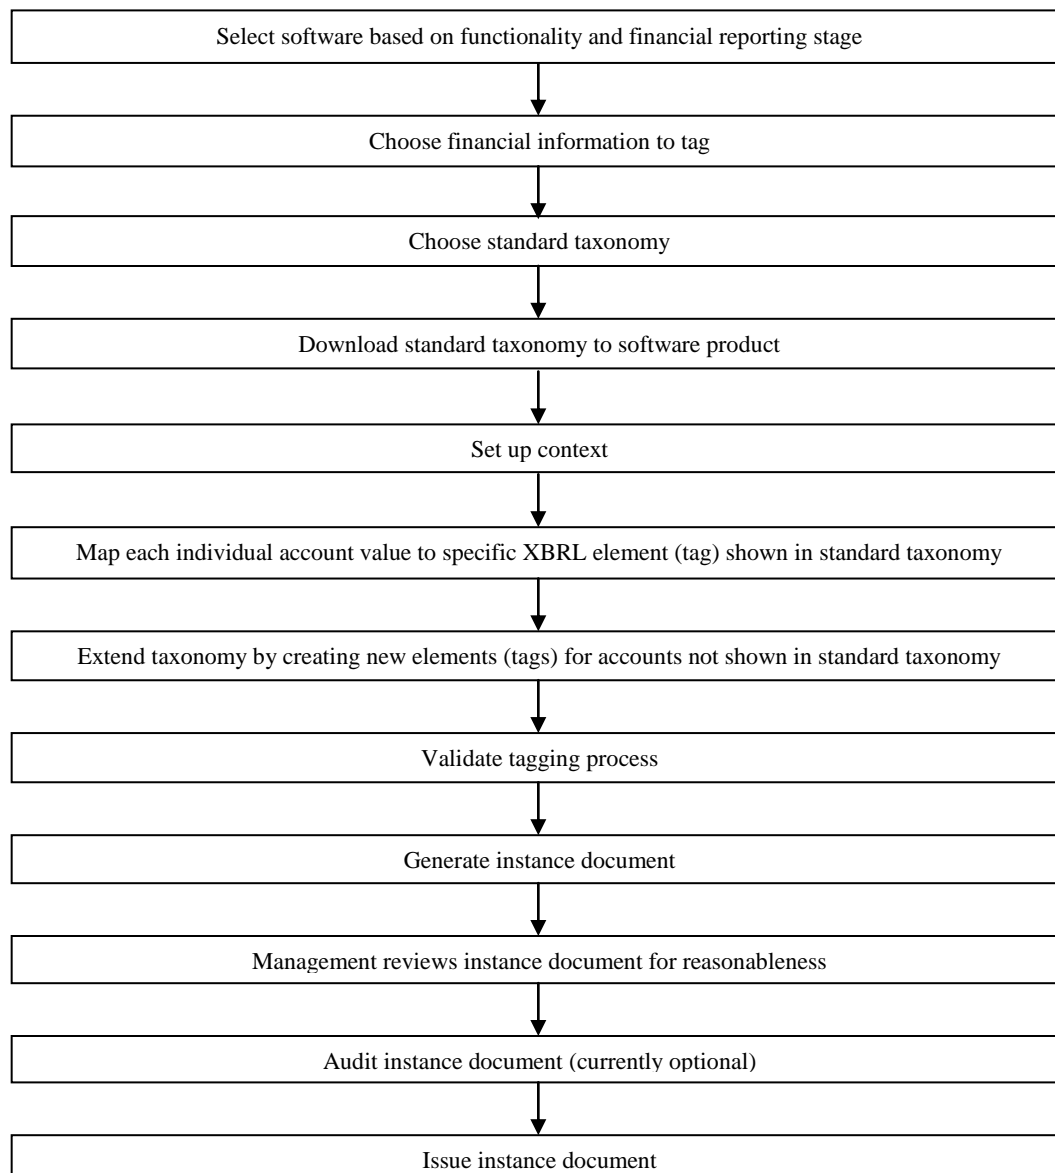 Select software based on functionality and financial reporting stage
Choose financial information to tag
Choose standard taxonomy
Download standard taxonomy to software product
Set up context
Map each individual account value to specific XBRL element (tag) shown in standard taxonomy
Extend taxonomy by creating new elements (tags) for accounts not shown in standard taxonomy
Validate tagging process
Generate instance document
Management reviews instance document for reasonableness
Audit instance document (currently optional)
Issue instance document